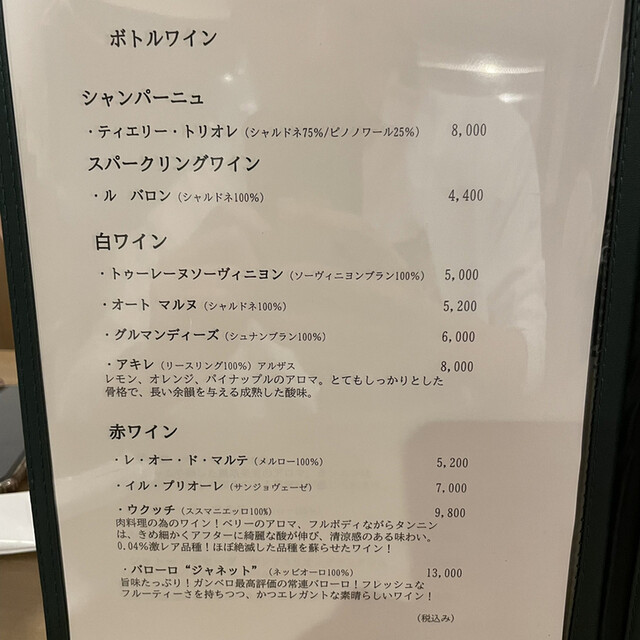 ボトルワイン
シャンパーニュ
・ティエリー・トリオレ（シャルドネ75%/ピノノワール25%） 8,000
スパークリングワイン
・ル バロン（シャルドネ100%） 4,400
白ワイン
・トゥーレーヌソーヴィニヨン（ソーヴィニヨンブラン100%） 5,000
・オート マルヌ（シャルドネ100%） 5,200
・グルマンディーズ（シュナンブラン100%） 6,000
・アキレ（リースリング100%）アルザス 8,000
レモン、オレンジ、パイナップルのアロマ。とてもしっかりとした
骨格で、長い余韻を与える成熟した酸味。
赤ワイン
・レ・オー・ド・マルテ（メルロー100%） 5,200
・イル・プリオーレ（サンジョヴェーゼ） 7,000
・ウクッチ（ススマニエッロ100%） 9,800
肉料理の為のワイン！ベリーのアロマ、フルボディながらタンニン
は、きめ細かくアフターに綺麗な酸が伸び、清涼感のある味わい。
0.04%激レア品種！ほぼ絶滅した品種を蘇らせたワイン！
・バローロ“ジャネット”（ネッビオーロ100%） 13,000
旨味たっぷり！ガンベロ最高評価の常連バローロ！フレッシュな
フルーティーさを持ちつつ、かつエレガントな素晴らしいワイン！
（税込み）